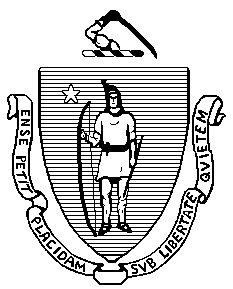 ENSE PETIT
PLACIDAM
SVB LIBERTATE
QVIETEM